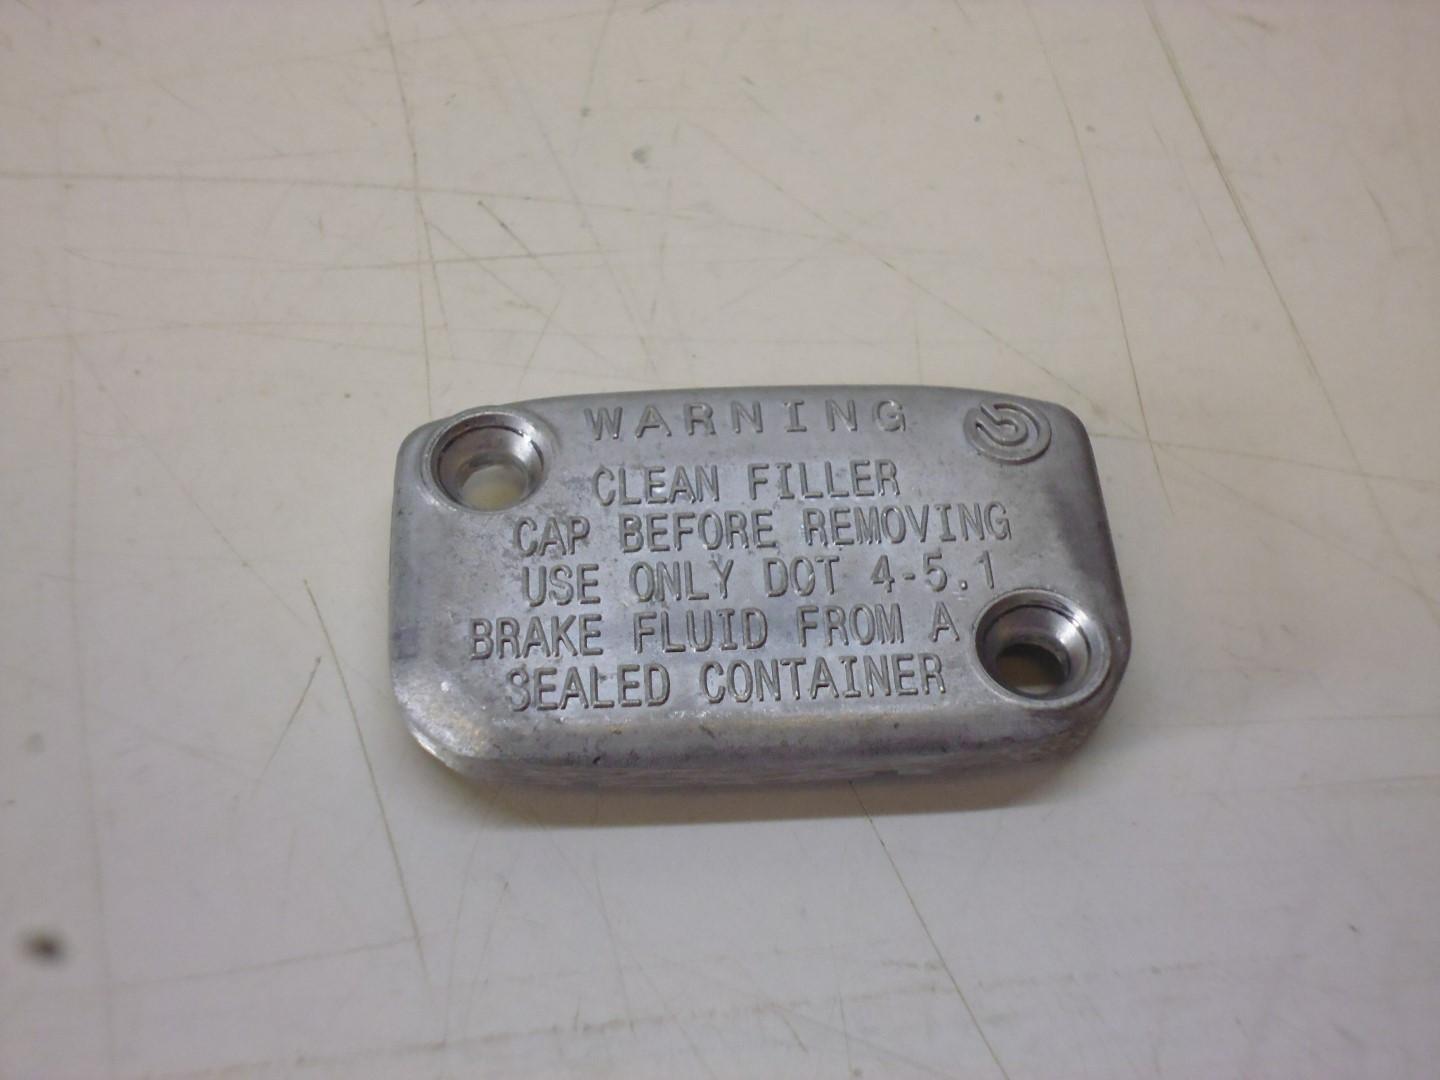 WARNING
CLEAN FILLER
CAP BEFORE REMOVING
USE ONLY DOT 4-5.1
BRAKE FLUID FROM A
SEALED CONTAINER